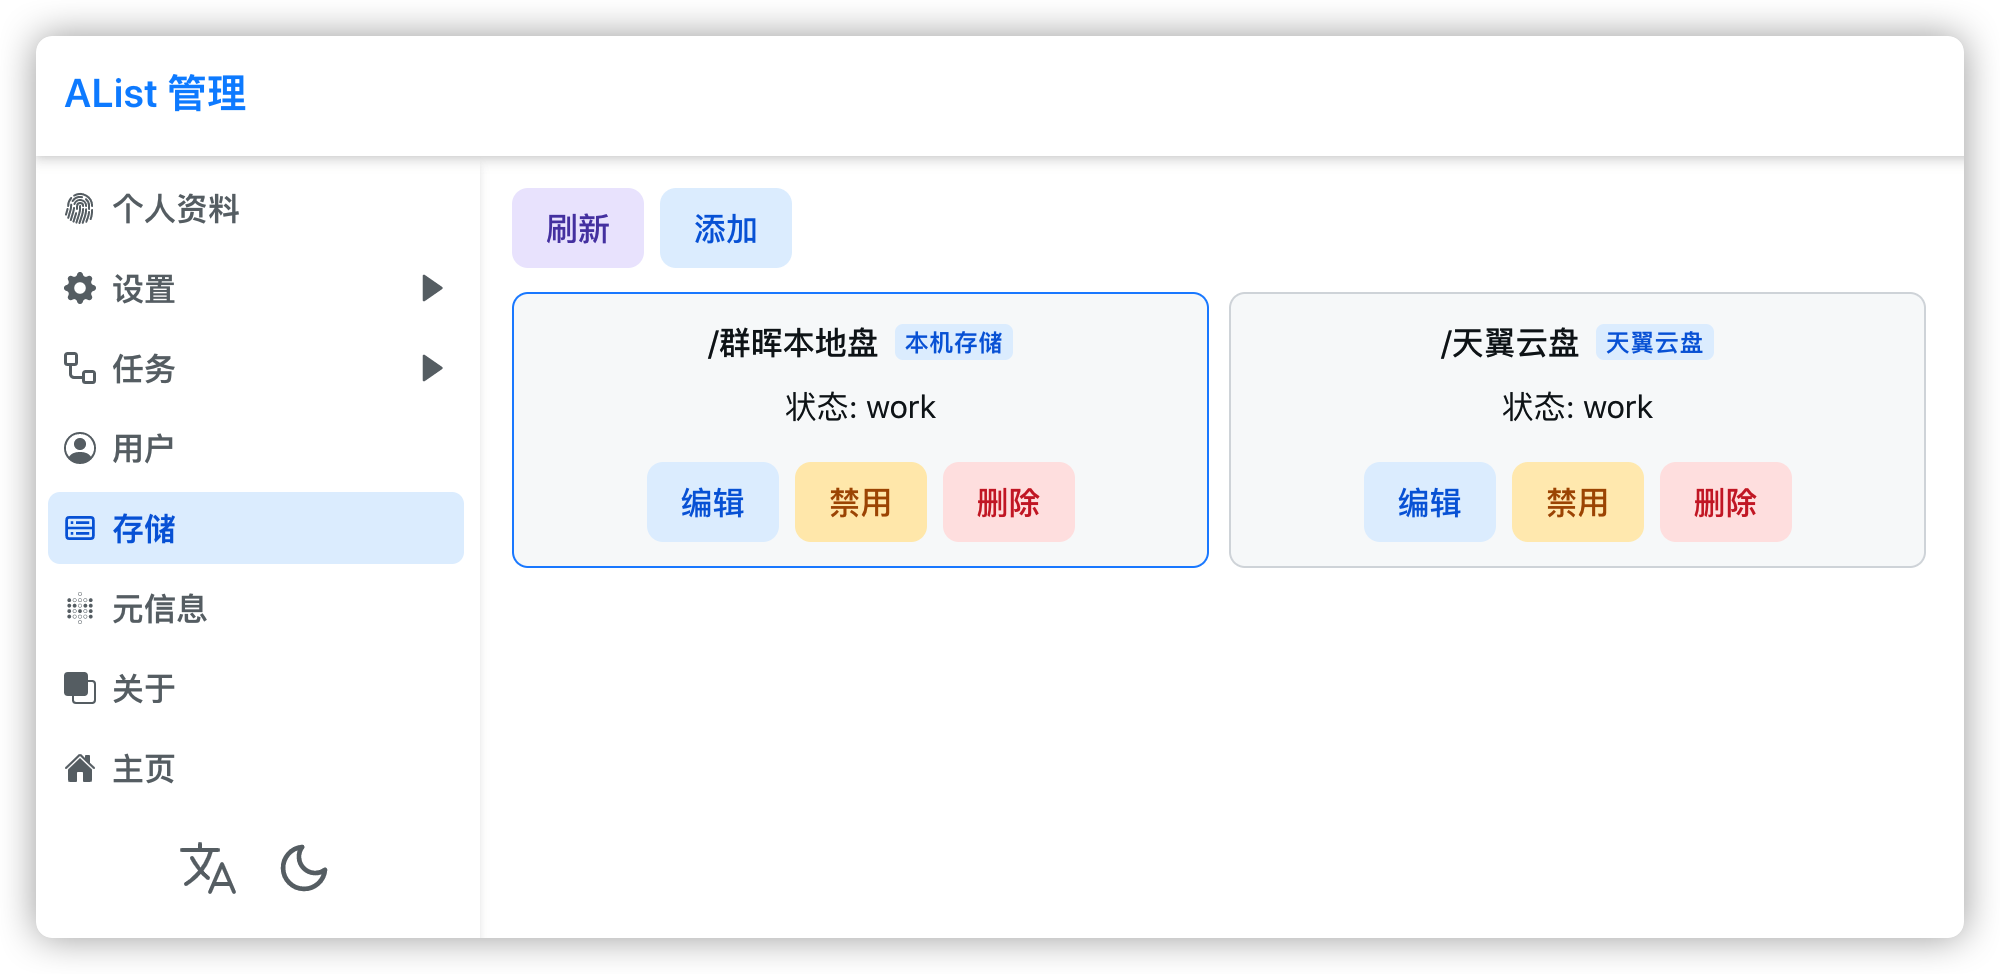 AList 管理
个人资料
设置
任务
用户
存储
元信息
关于
主页
刷新 添加
/群晖本地盘 本机存储
状态: work
编辑 禁用 删除
/天翼云盘 天翼云盘
状态: work
编辑 禁用 删除